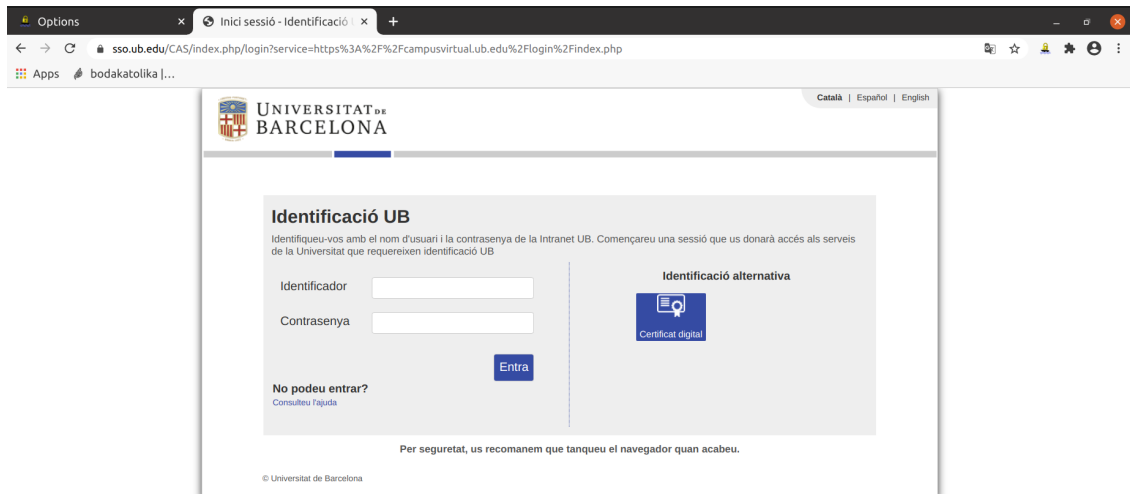 Options
Inici sessió - Identificació
sso.ub.edu/CAS/index.php/login?service=https%3A%2F%2Fcampusvirtual.ub.edu%2Flogin%2Findex.php
Apps bodakatolika |...
Català | Español | English
UNIVERSITAT DE
BARCELONA
Identificació UB
Identifiqueu-vos amb el nom d'usuari i la contrasenya de la Intranet UB. Començareu una sessió que us donarà accés als serveis
de la Universitat que requereixen identificació UB
Identificador
Contrasenya
Entra
No podeu entrar?
Consulteu l'ajuda
Identificació alternativa
Certificat digital
Per seguretat, us recomanem que tanqueu el navegador quan acabeu.
© Universitat de Barcelona